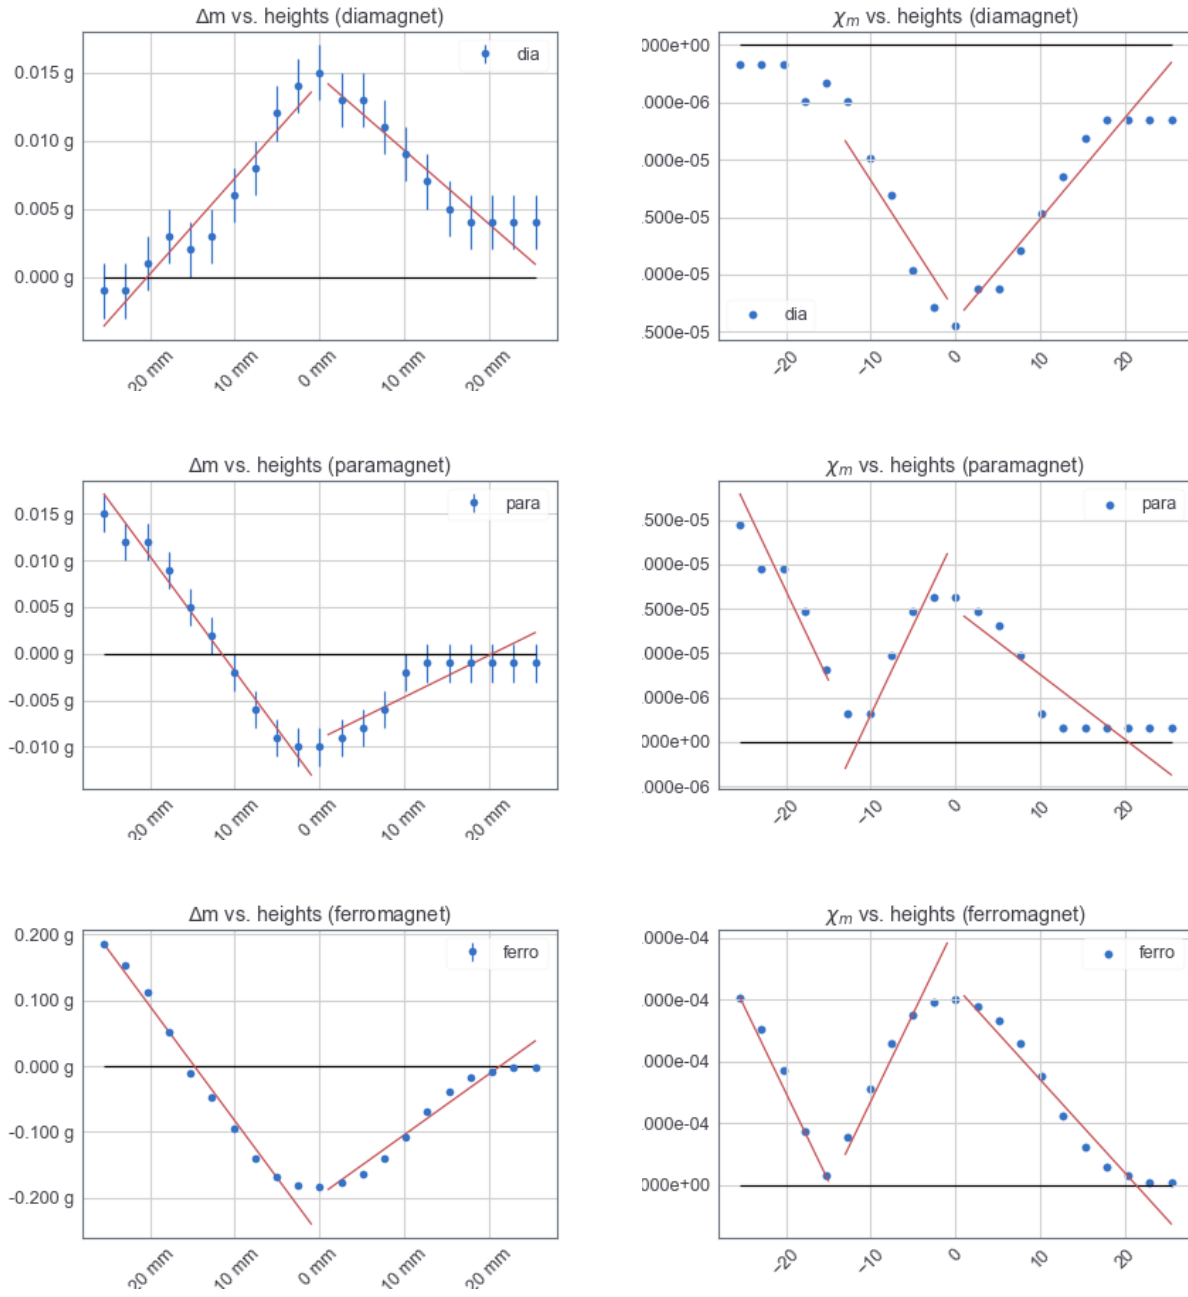 Δm vs. heights (diamagnet)
dia
0.015 g
0.010 g
0.005 g
0.000 g
20 mm
10 mm
0 mm
10 mm
20 mm
χm vs. heights (diamagnet)
000e+00
.000e-06
.000e-05
.500e-05
.000e-05
.500e-05
dia
−20
−10
0
10
20
Δm vs. heights (paramagnet)
para
0.015 g
0.010 g
0.005 g
0.000 g
-0.005 g
-0.010 g
20 mm
10 mm
0 mm
10 mm
20 mm
χm vs. heights (paramagnet)
para
.500e-05
.000e-05
.500e-05
.000e-05
.000e-06
000e+00
.000e-06
−20
−10
0
10
20
Δm vs. heights (ferromagnet)
ferro
0.200 g
0.100 g
0.000 g
-0.100 g
-0.200 g
20 mm
10 mm
0 mm
10 mm
20 mm
χm vs. heights (ferromagnet)
ferro
.000e-04
.000e-04
.000e-04
.000e-04
000e+00
−20
−10
0
10
20